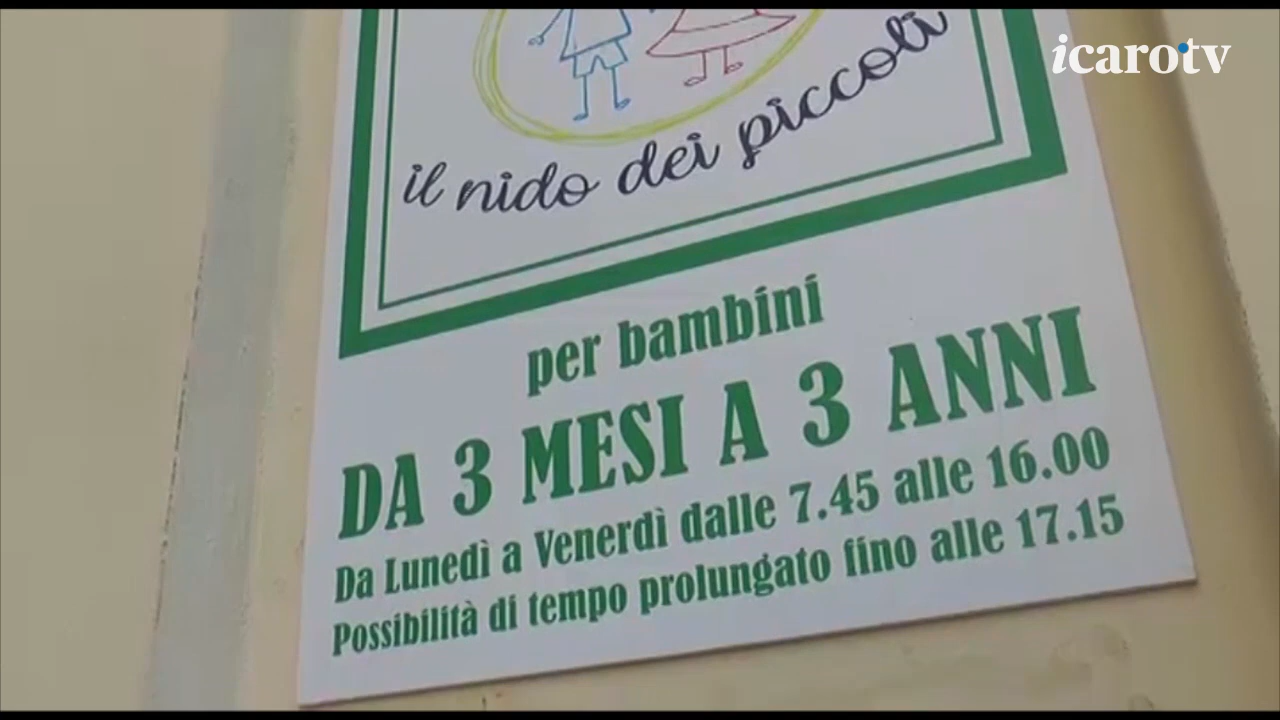 icarotv
il nido dei piccoli
per bambini
DA 3 MESI A 3 ANNI
Da Lunedì a Venerdì dalle 7.45 alle 16.00
Possibilità di tempo prolungato fino alle 17.15